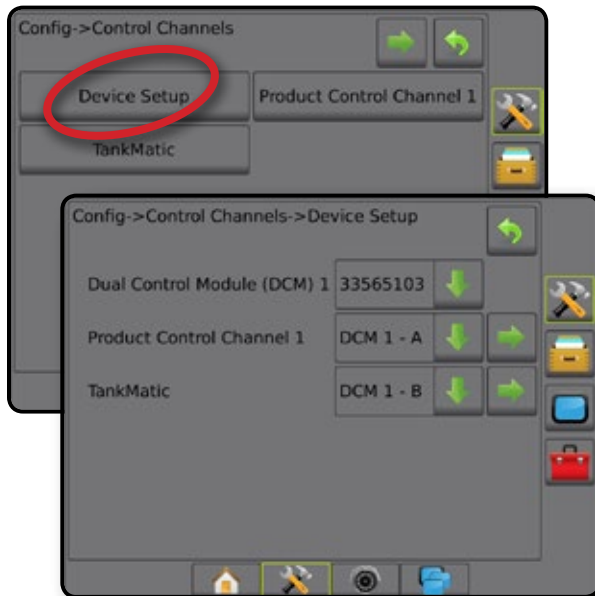 Config->Control Channels
Device Setup
Product Control Channel 1
TankMatic
Config->Control Channels->Device Setup
Dual Control Module (DCM) 1 33565103
Product Control Channel 1 DCM 1 - A
TankMatic DCM 1 - B